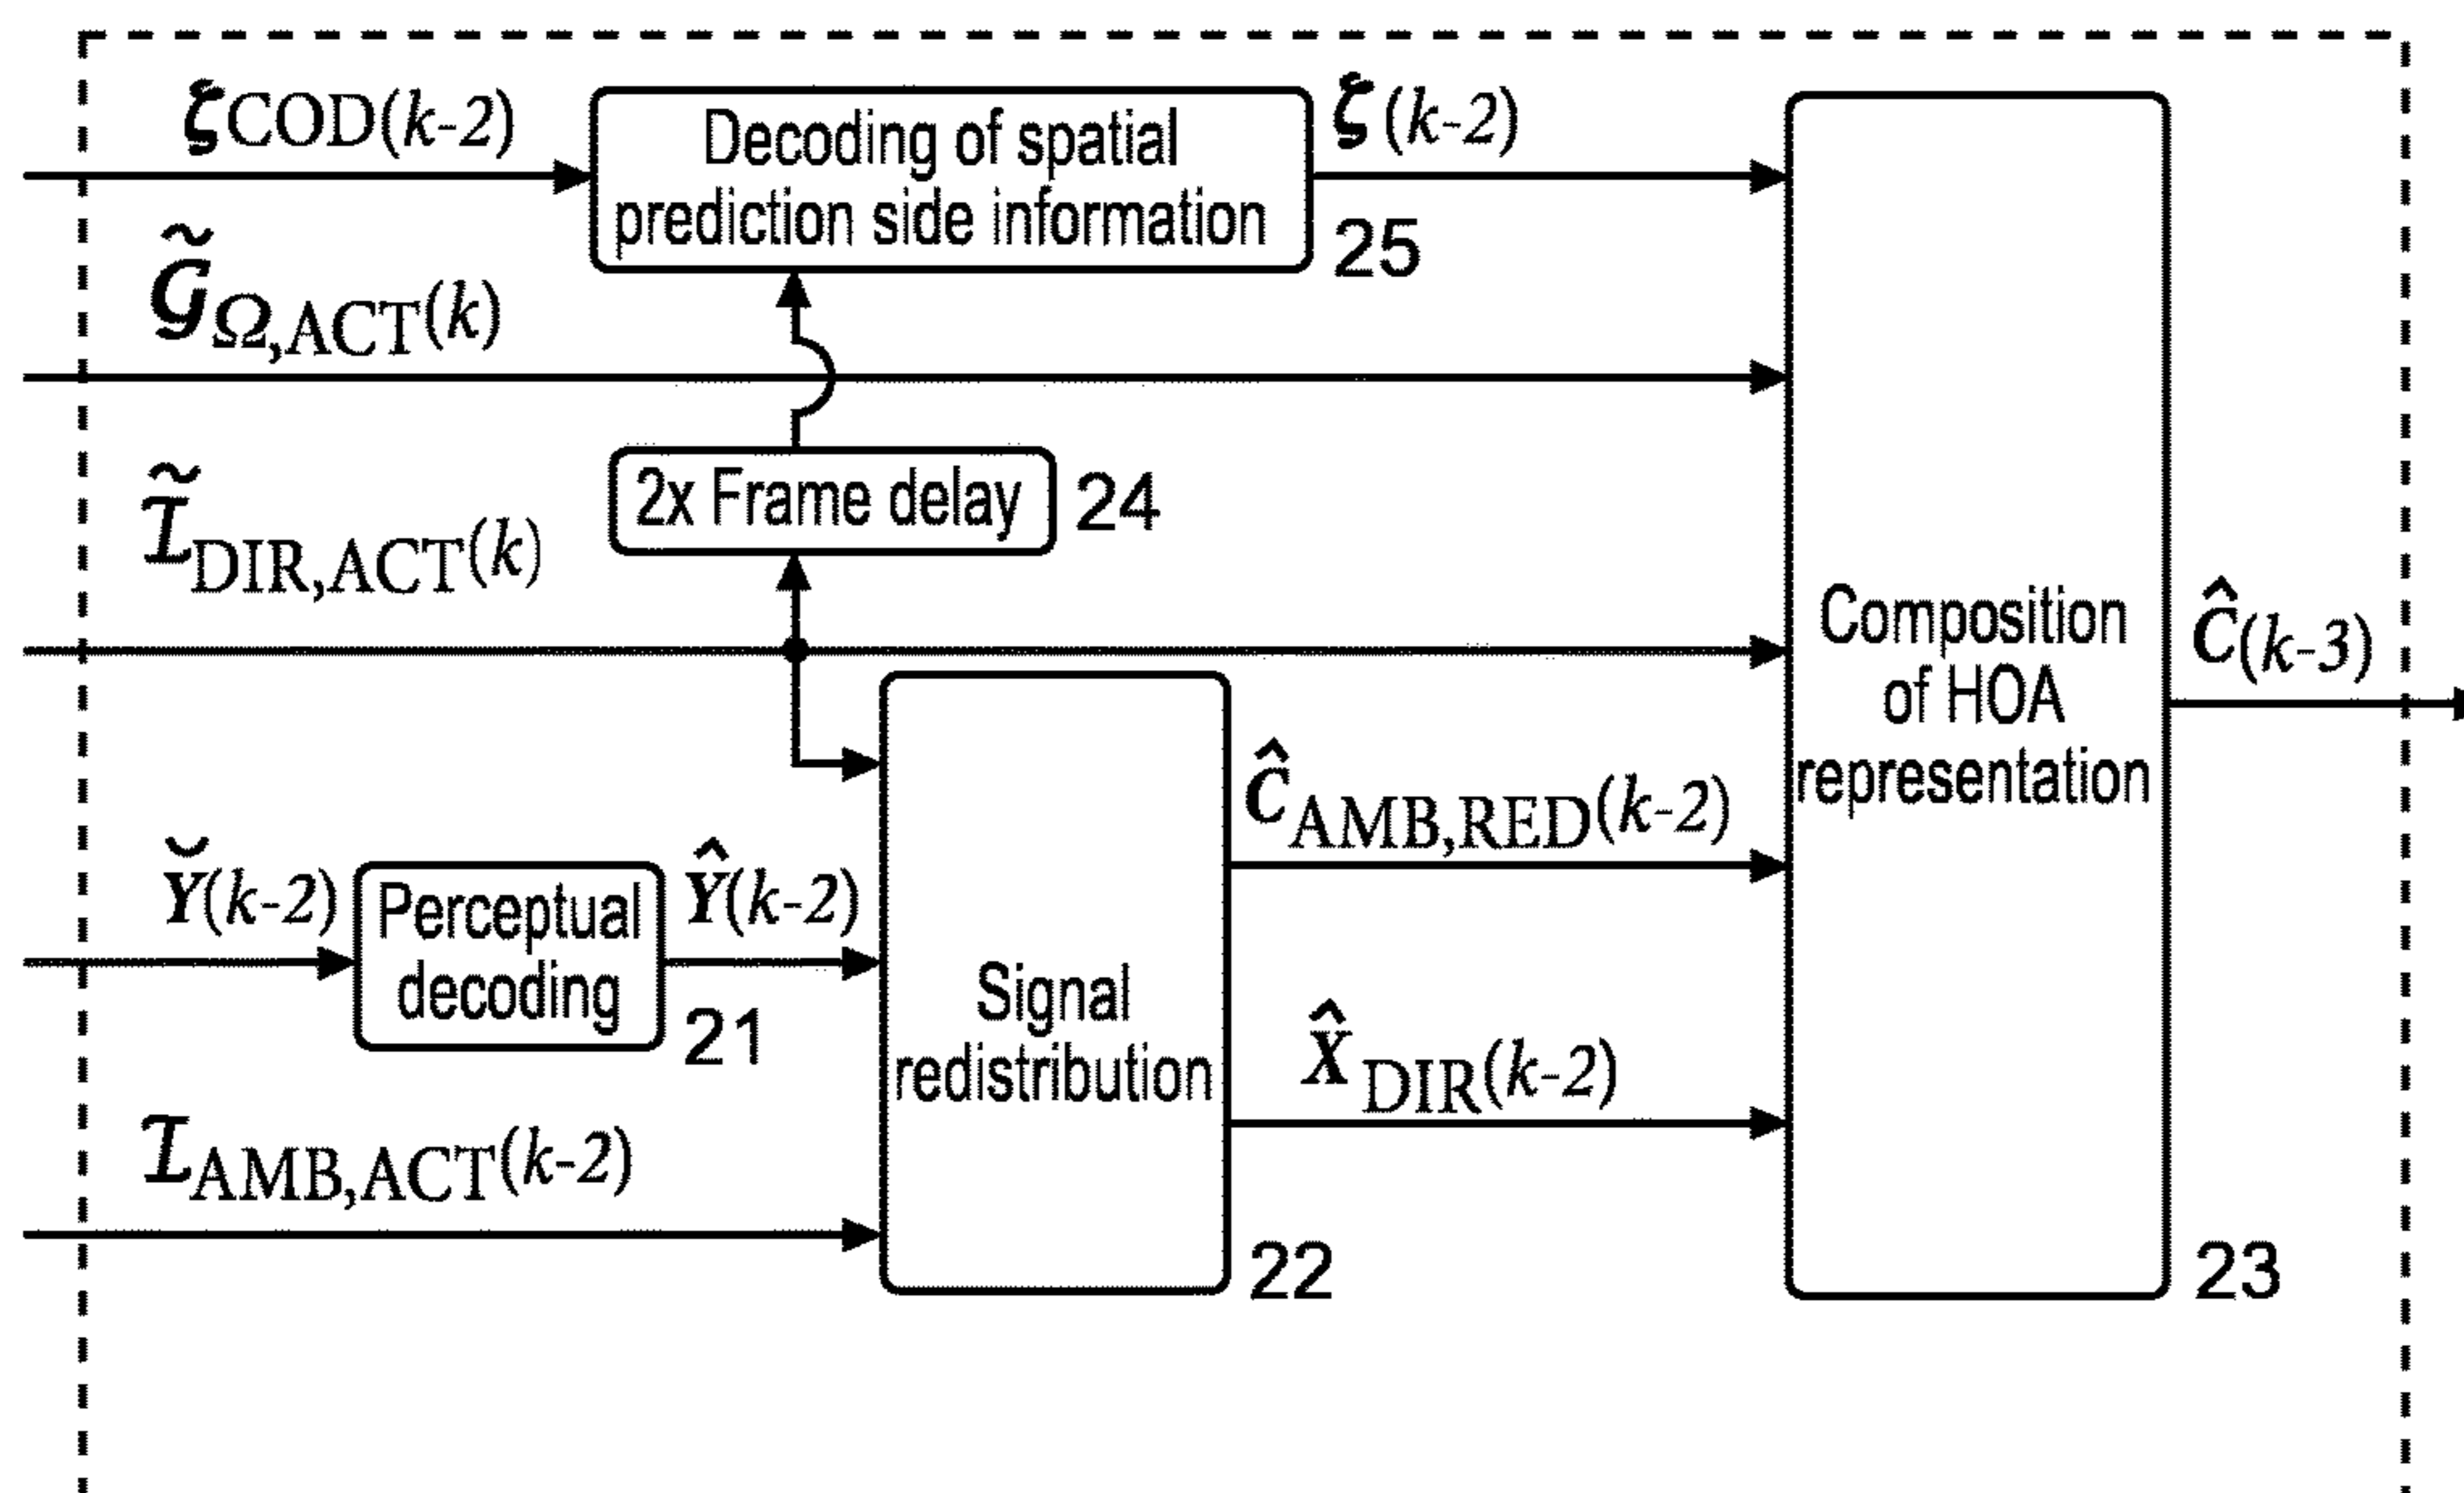 ζCOD(k-2)
Decoding of spatial
prediction side information
25
ζ(k-2)
G̃Ω,ACT(k)
2x Frame delay
24
ĨDIR,ACT(k)
Composition
of HOA
representation
23
Ĉ(k-3)
Y̆(k-2)
Perceptual
decoding
21
Ŷ(k-2)
Signal
redistribution
22
ĈAMB,RED(k-2)
X̂DIR(k-2)
IAMB,ACT(k-2)